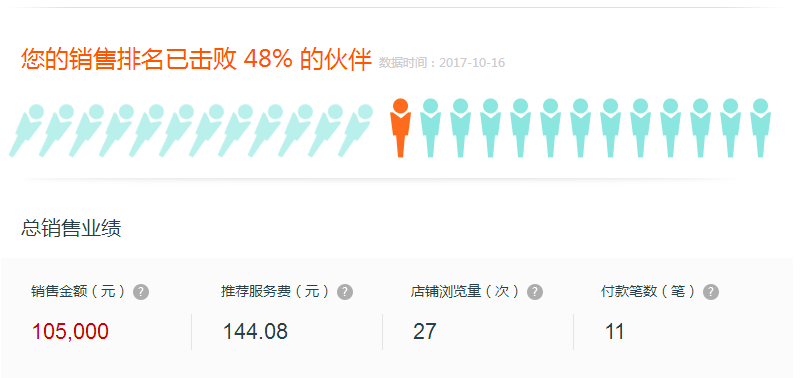 您的销售排名已击败 48% 的伙伴 数据时间：2017-10-16
总销售业绩
销售金额（元） ? 推荐服务费（元） ? 店铺浏览量（次） ? 付款笔数（笔） ?
105,000 144.08 27 11